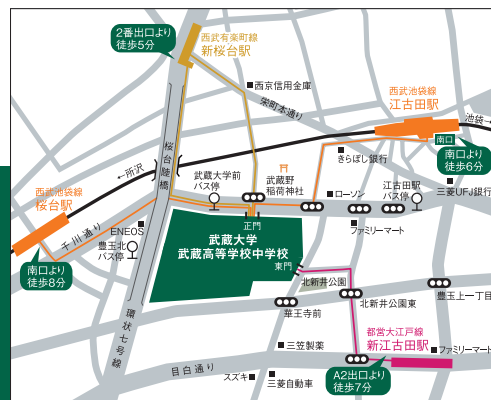 2番出口より
徒歩5分
西武有楽町線
新桜台駅
西京信用金庫
栄町本通り
西武池袋線
江古田駅
池袋→
南口
南口より
徒歩6分
三菱UFJ銀行
きらぼし銀行
←所沢
桜台陸橋
武蔵大学前
バス停
武蔵野
稲荷神社
ローソン
江古田駅
バス停
ファミリーマート
西武池袋線
桜台駅
千川通り
ENEOS
豊玉北
バス停
南口より
徒歩8分
正門
武蔵大学
武蔵高等学校中学校
東門
北新井公園
北新井公園東
豊玉上一丁目
華王寺前
環状七号線
目白通り
三笠製薬
スズキ
三菱自動車
都営大江戸線
新江古田駅
ファミリーマート
A2出口より
徒歩7分